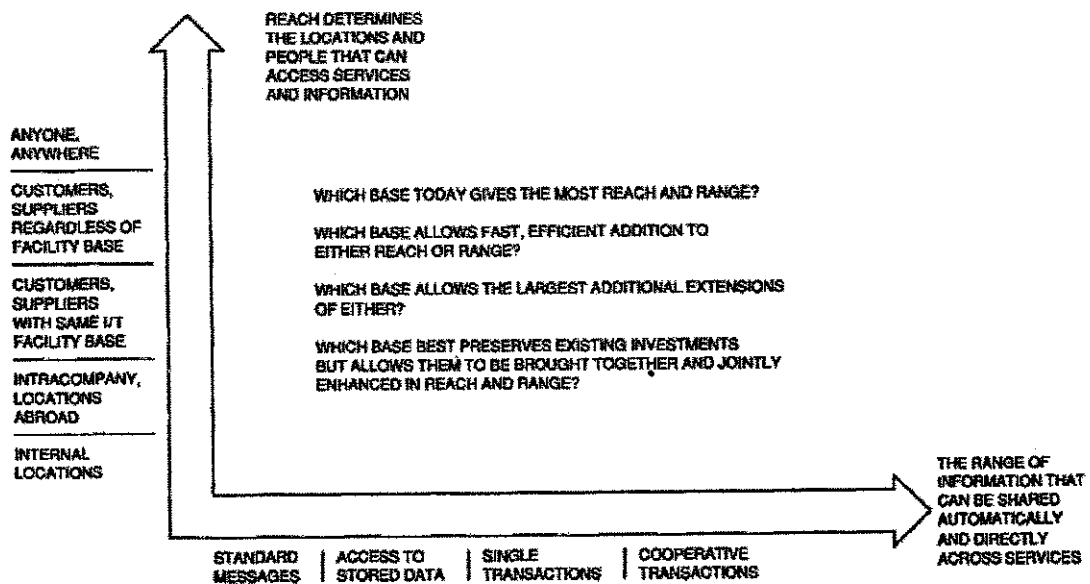 REACH DETERMINES
THE LOCATIONS AND
PEOPLE THAT CAN
ACCESS SERVICES
AND INFORMATION
ANYONE,
ANYWHERE
CUSTOMERS,
SUPPLIERS
REGARDLESS OF
FACILITY BASE
CUSTOMERS,
SUPPLIERS
WITH SAME I/T
FACILITY BASE
INTRACOMPANY,
LOCATIONS
ABROAD
INTERNAL
LOCATIONS
WHICH BASE TODAY GIVES THE MOST REACH AND RANGE?
WHICH BASE ALLOWS FAST, EFFICIENT ADDITION TO
EITHER REACH OR RANGE?
WHICH BASE ALLOWS THE LARGEST ADDITIONAL EXTENSIONS
OF EITHER?
WHICH BASE BEST PRESERVES EXISTING INVESTMENTS
BUT ALLOWS THEM TO BE BROUGHT TOGETHER AND JOINTLY
ENHANCED IN REACH AND RANGE?
THE RANGE OF
INFORMATION THAT
CAN BE SHARED
AUTOMATICALLY
AND DIRECTLY
ACROSS SERVICES
STANDARD
MESSAGES
ACCESS TO
STORED DATA
SINGLE
TRANSACTIONS
COOPERATIVE
TRANSACTIONS